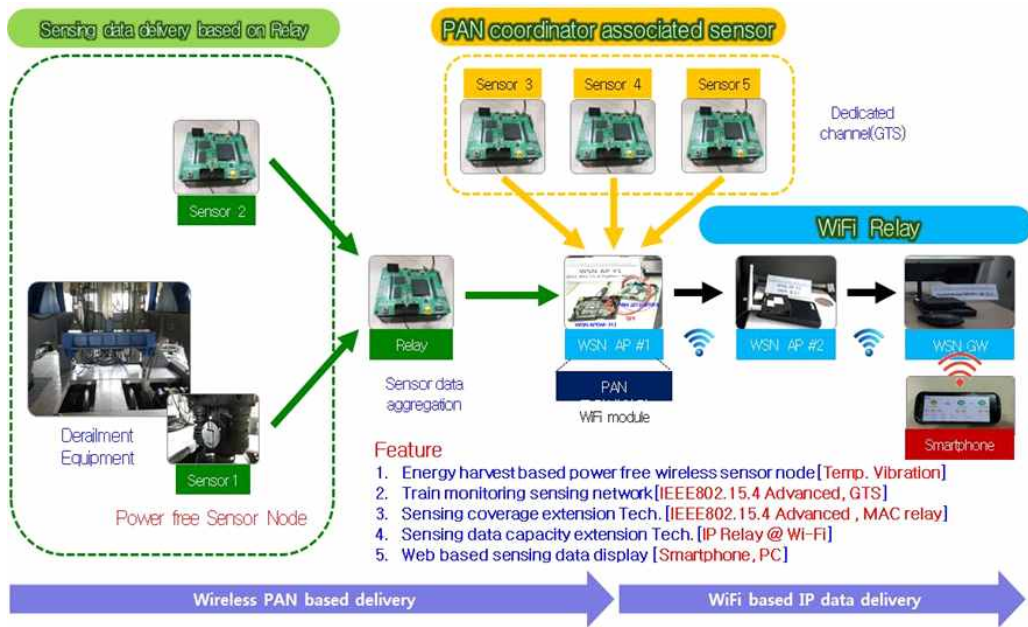 Sensing data delivery based on Relay
PAN coordinator associated sensor
Sensor 3
Sensor 4
Sensor 5
Dedicated
channel(GTS)
Sensor 2
WiFi Relay
WSN AP #1
Relay
WSN AP #1
WSN AP #2
WSN GW
Sensor data
aggregation
PAN
WiFi module
Smartphone
Derailment
Equipment
Sensor 1
Power free Sensor Node
Feature
1. Energy harvest based power free wireless sensor node[Temp. Vibration]
2. Train monitoring sensing network[IEEE802.15.4 Advanced, GTS]
3. Sensing coverage extension Tech. [IEEE802.15.4 Advanced , MAC relay]
4. Sensing data capacity extension Tech. [IP Relay @ Wi-Fi]
5. Web based sensing data display [Smartphone, PC]
Wireless PAN based delivery
WiFi based IP data delivery